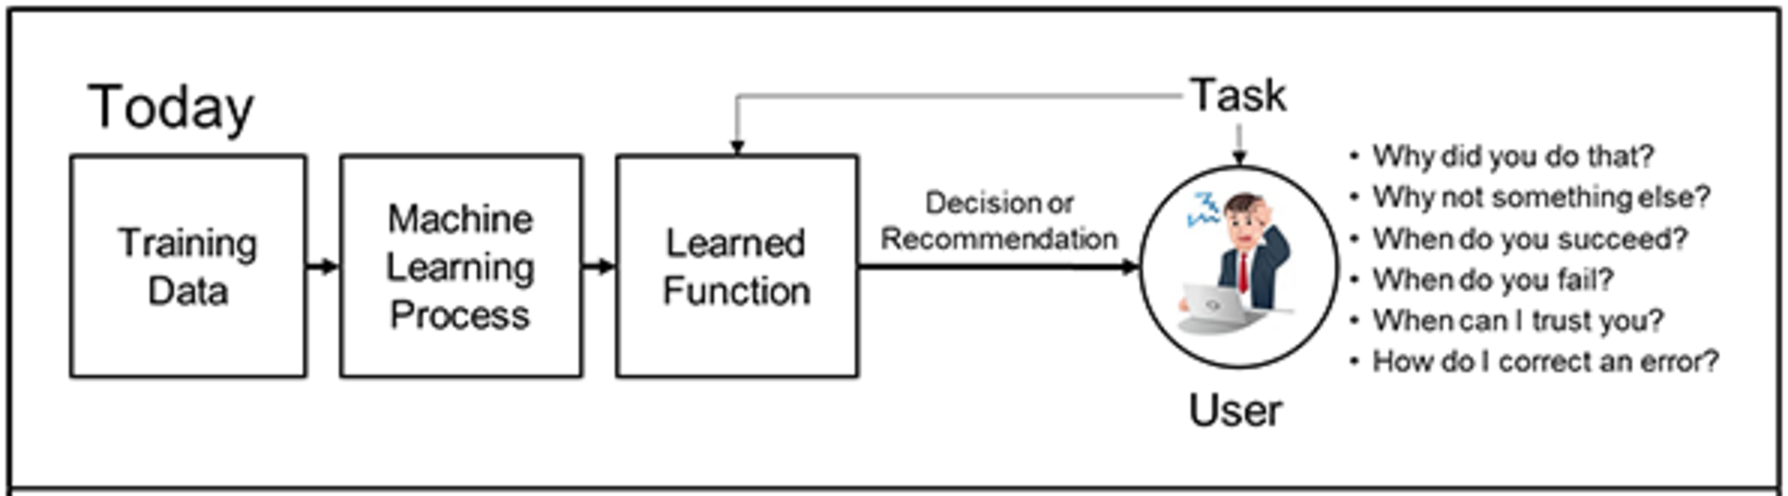 Today
Task
Training
Data
Machine
Learning
Process
Learned
Function
Decision or
Recommendation
User
• Why did you do that?
• Why not something else?
• When do you succeed?
• When do you fail?
• When can I trust you?
• How do I correct an error?